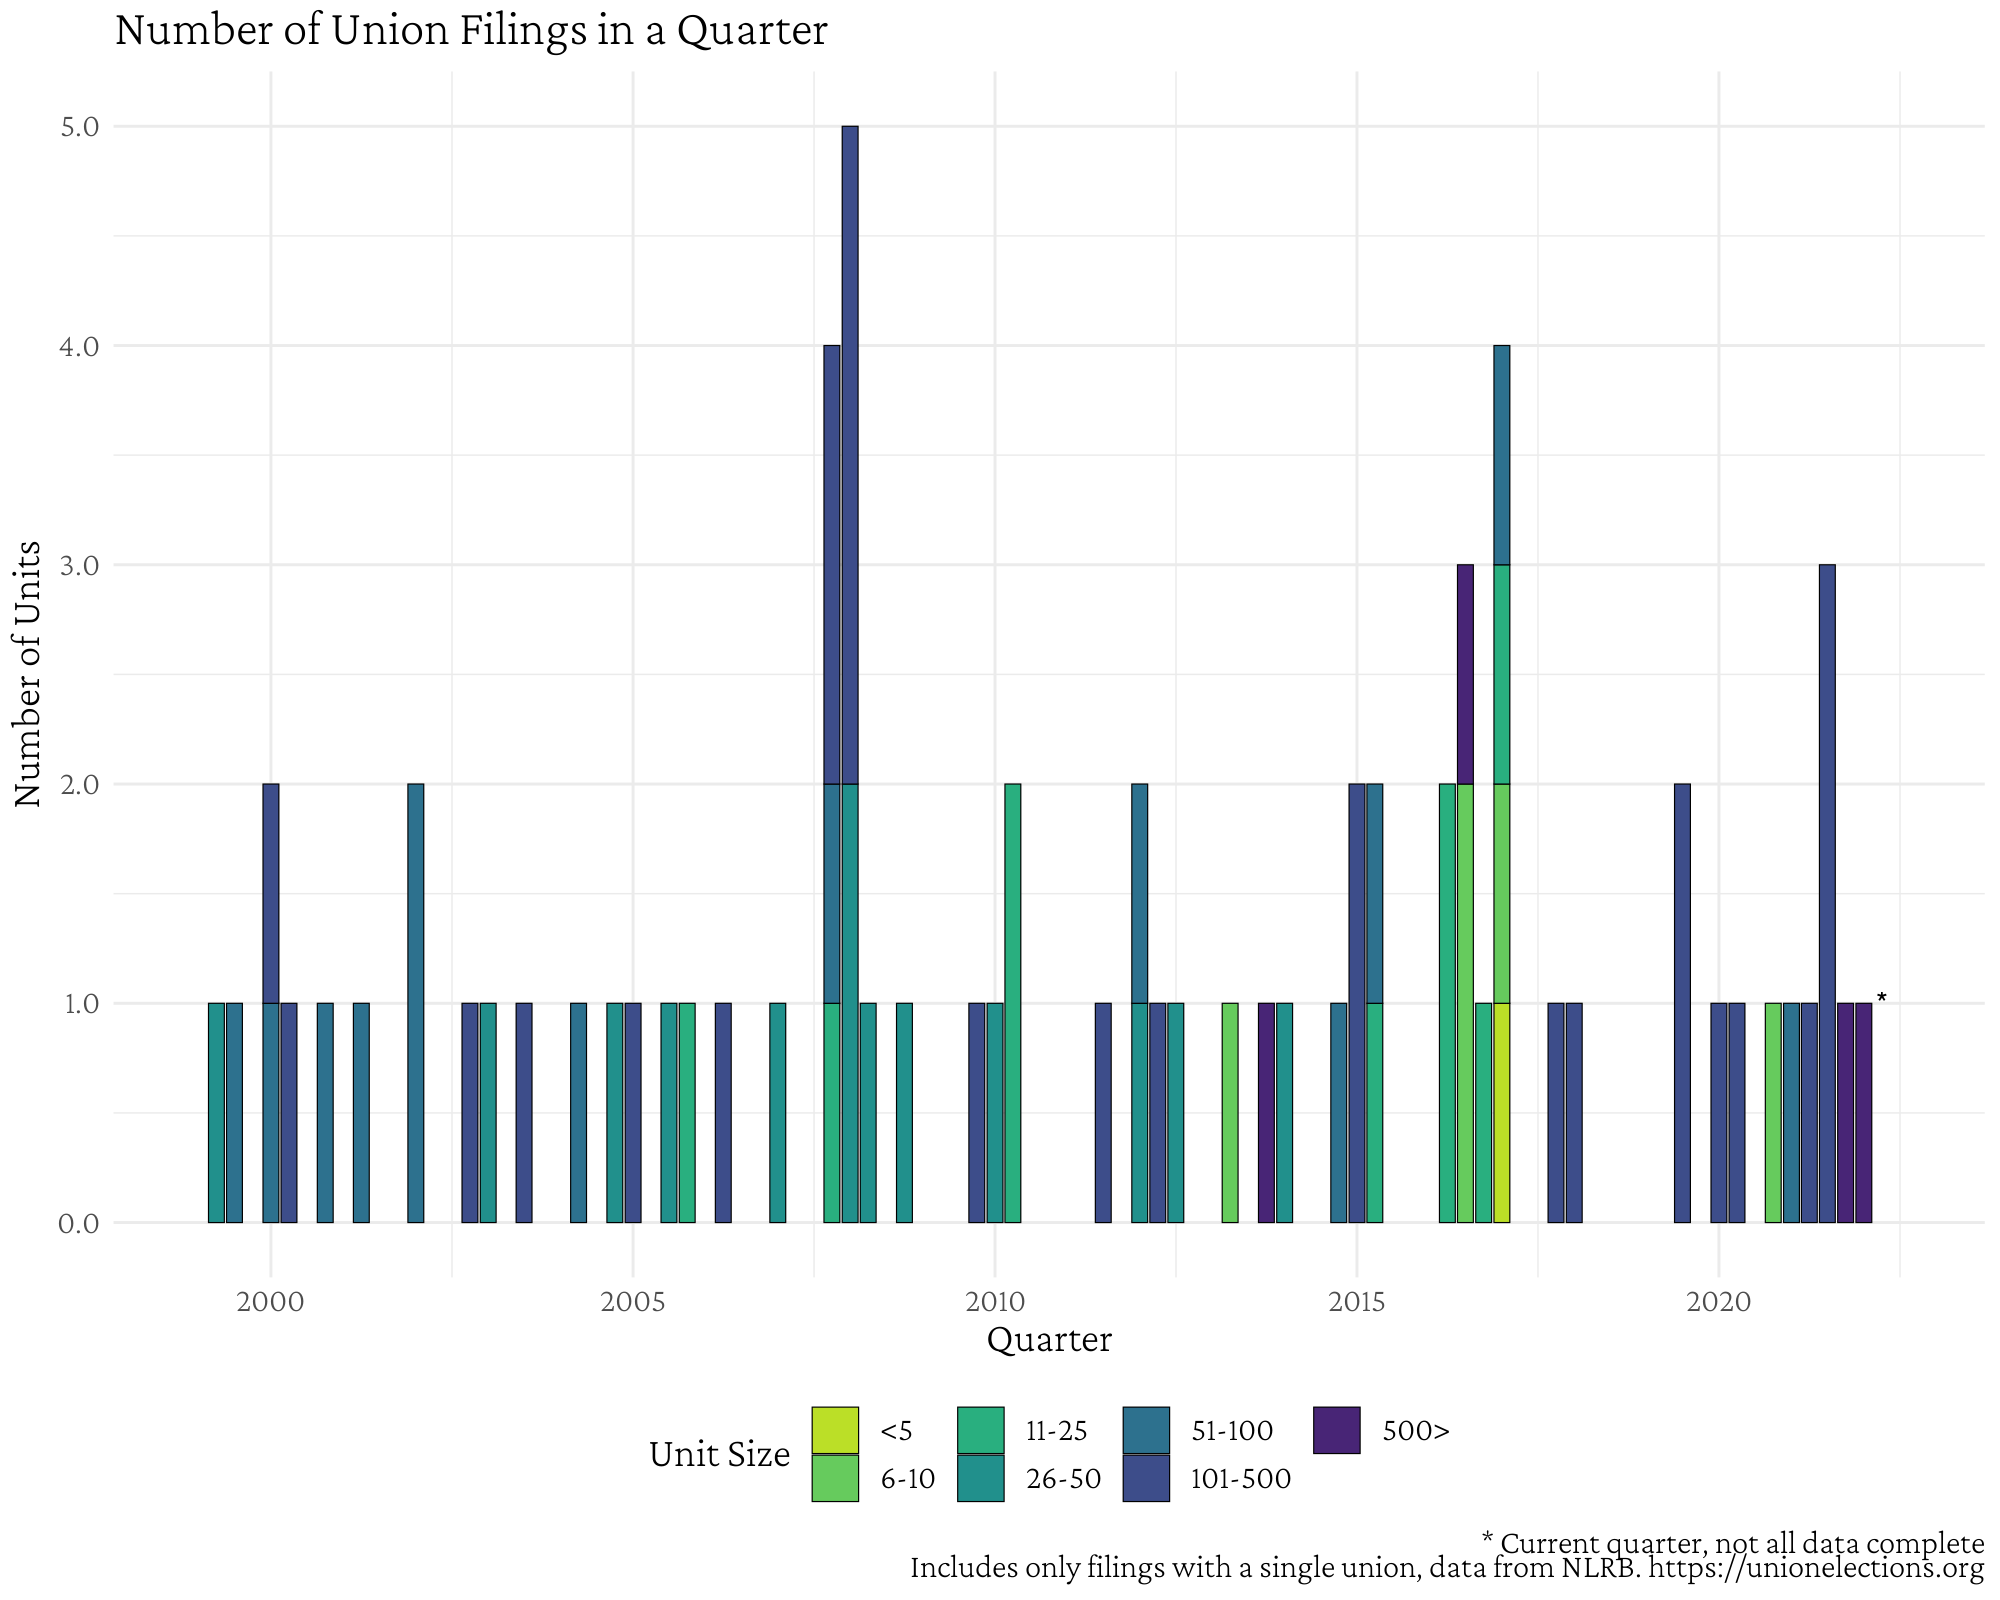 Number of Union Filings in a Quarter
Number of Units
5.0
4.0
3.0
2.0
1.0
0.0
*
2000 2005 2010 2015 2020
Quarter
Unit Size
<5 11-25 51-100 500>
6-10 26-50 101-500
* Current quarter, not all data complete
Includes only filings with a single union, data from NLRB. https://unionelections.org